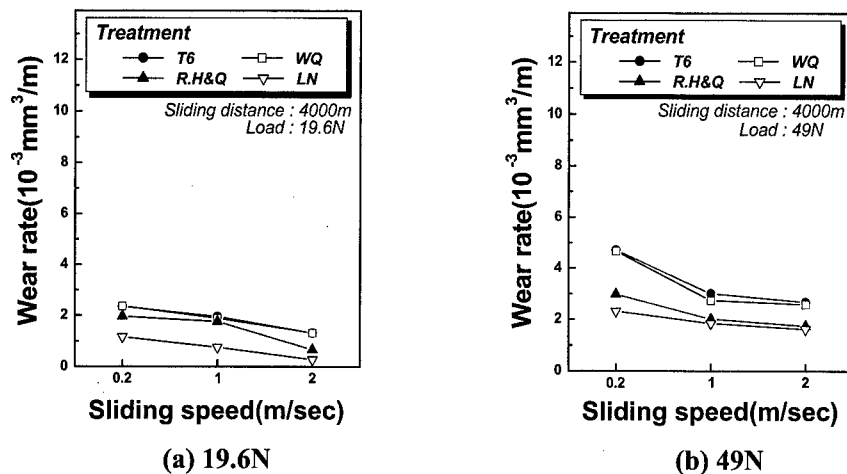 Treatment
T6 WQ
R.H&Q LN
Sliding distance : 4000m
Load : 19.6N
Wear rate(10⁻³mm³/m)
12
10
8
6
4
2
0
0.2 1 2
Sliding speed(m/sec)
(a) 19.6N
Treatment
T6 WQ
R.H&Q LN
Sliding distance : 4000m
Load : 49N
Wear rate(10⁻³mm³/m)
12
10
8
6
4
2
0
0.2 1 2
Sliding speed(m/sec)
(b) 49N